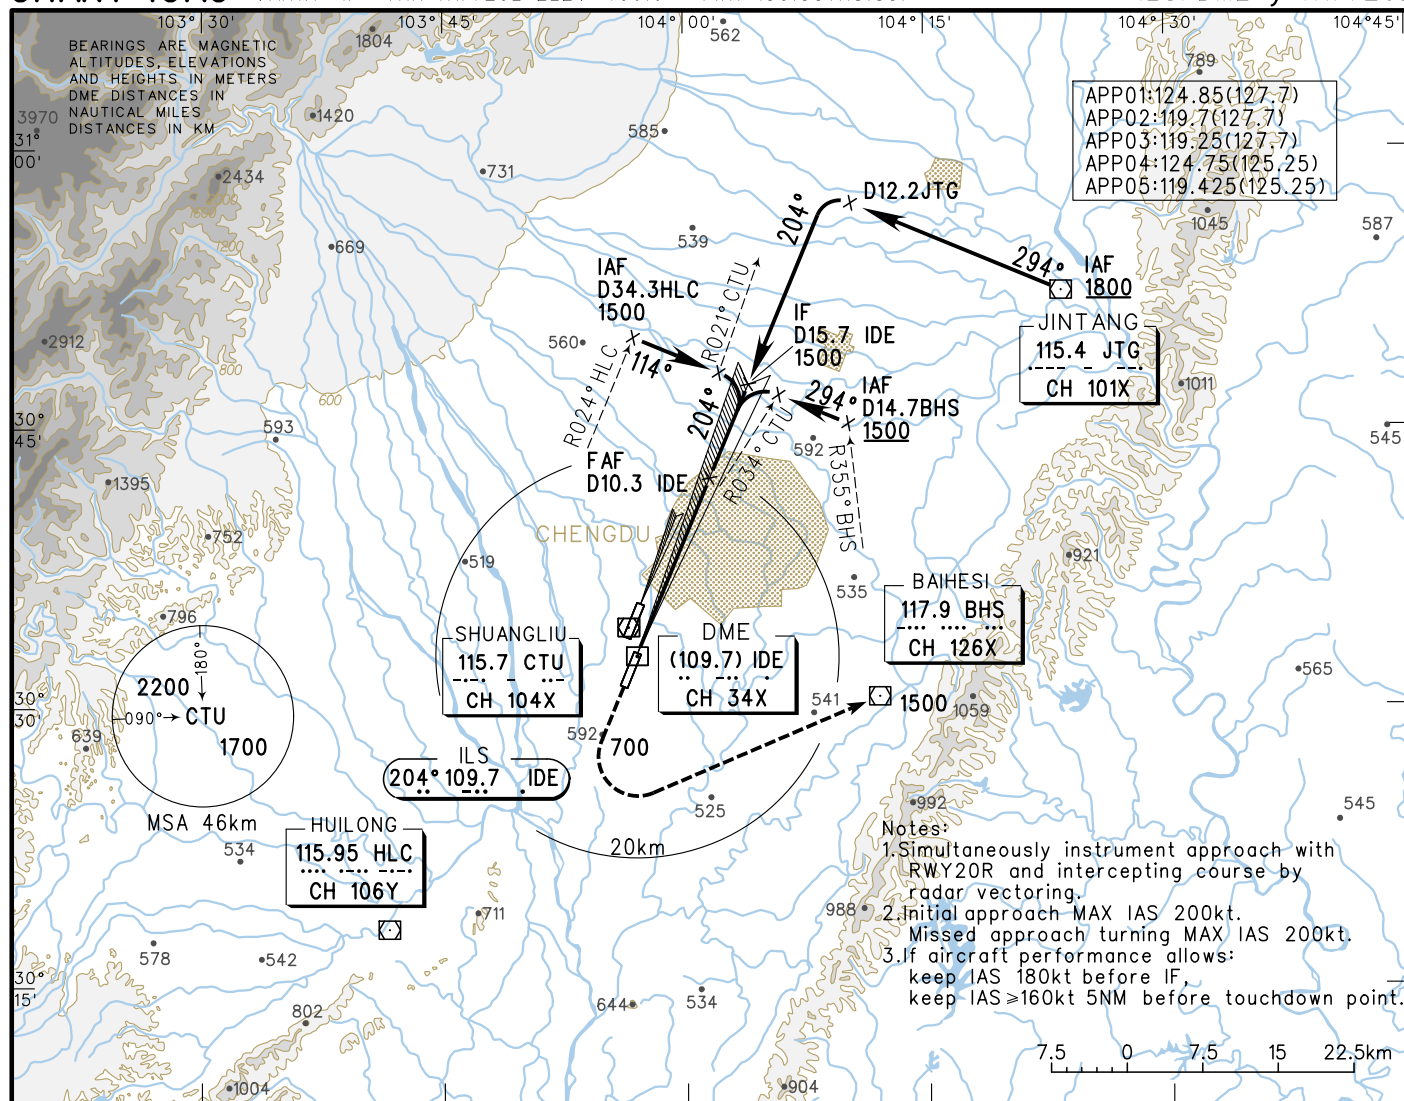 103° 30'
103°45'
104°00'
104°15'
104°30'
104°45'
BEARINGS ARE MAGNETIC
ALTITUDES, ELEVATIONS
AND HEIGHTS IN METERS
DME DISTANCES IN
NAUTICAL MILES
DISTANCES IN KM
APP01:124.85(127.7)
APP02:119.7(127.7)
APP03:119.25(127.7)
APP04:124.75(125.25)
APP05:119.425(125.25)
1804
562
789
3970
1420
585
31°
00'
731
2434
1045
587
1800
669
539
D12.2JTG
204°
294°
IAF
1800
JINTANG
115.4 JTG
CH 101X
IAF
D34.3HLC
1500
R021° CTU
IF
D15.7 IDE
1500
2912
560
114°
800
600
1011
294°
IAF
D14.7BHS
1500
R024° HLC
204°
R034° CTU
R355° BHS
30°
45'
593
592
545
FAF
D10.3 IDE
1395
752
CHENGDU
519
921
535
796
BAIHESI
117.9 BHS
CH 126X
SHUANGLIU
115.7 CTU
CH 104X
DME
(109.7) IDE
CH 34X
565
180°
2200
090°
CTU
1700
MSA 46km
30°
30'
639
541
1500
1059
592
700
ILS
204° 109.7 IDE
525
992
545
20km
HUILONG
115.95 HLC
CH 106Y
534
711
988
578
542
Notes:
1.Simultaneously instrument approach with
RWY20R and intercepting course by
radar vectoring.
2.Initial approach MAX IAS 200kt.
Missed approach turning MAX IAS 200kt.
3.If aircraft performance allows:
keep IAS 180kt before IF,
keep IAS≥160kt 5NM before touchdown point.
30°
15'
644
534
802
1004
904
7.5 0 7.5 15 22.5km